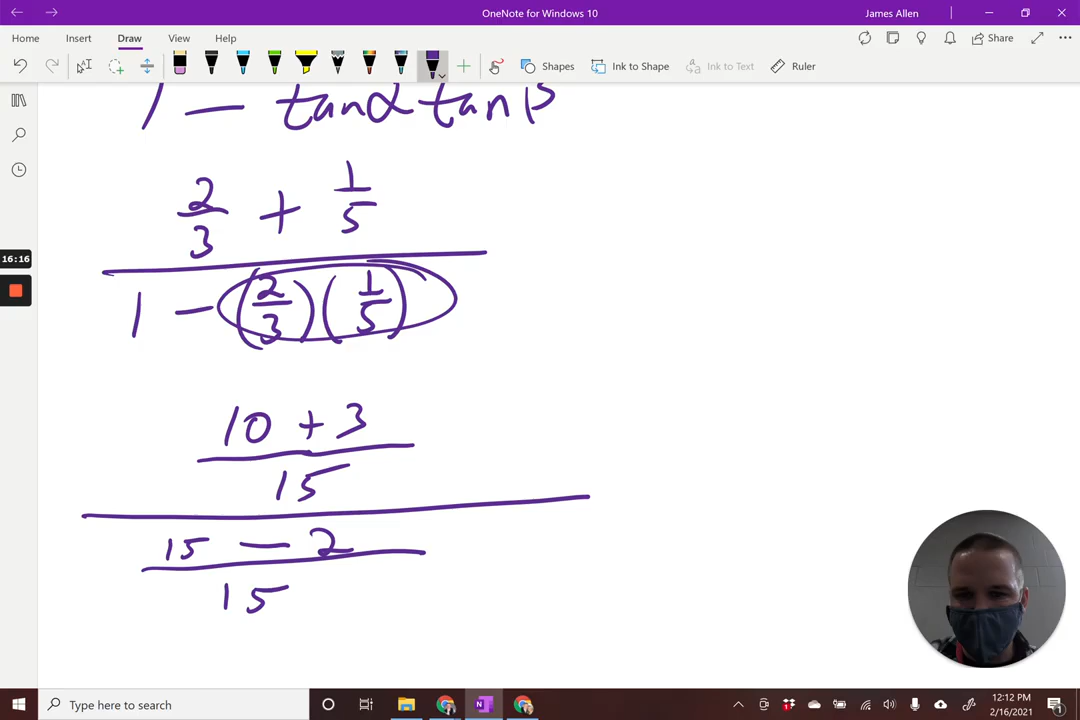 OneNote for Windows 10
James Allen
Home Insert Draw View Help
Share
Shapes Ink to Shape Ink to Text Ruler
1 − tanα tanβ
2/3 + 1/5
1 − (2/3)(1/5)
16:16
10 + 3
15
15 − 2
15
Type here to search
12:12 PM
2/16/2021
1